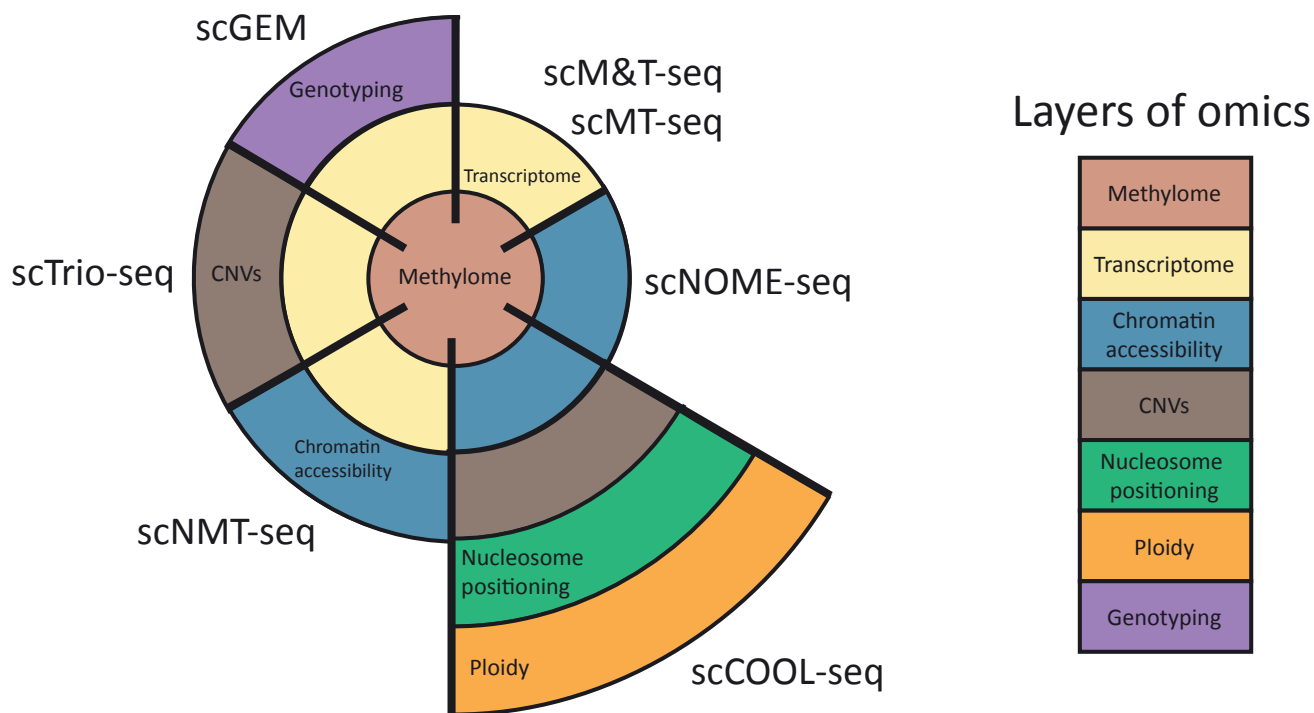 scGEM
Genotyping
scM&T-seq
scMT-seq
Transcriptome
scTrio-seq
CNVs
Methylome
scNOME-seq
Chromatin
accessibility
scNMT-seq
Nucleosome
positioning
Ploidy
scCOOL-seq
Layers of omics
Methylome
Transcriptome
Chromatin
accessibility
CNVs
Nucleosome
positioning
Ploidy
Genotyping